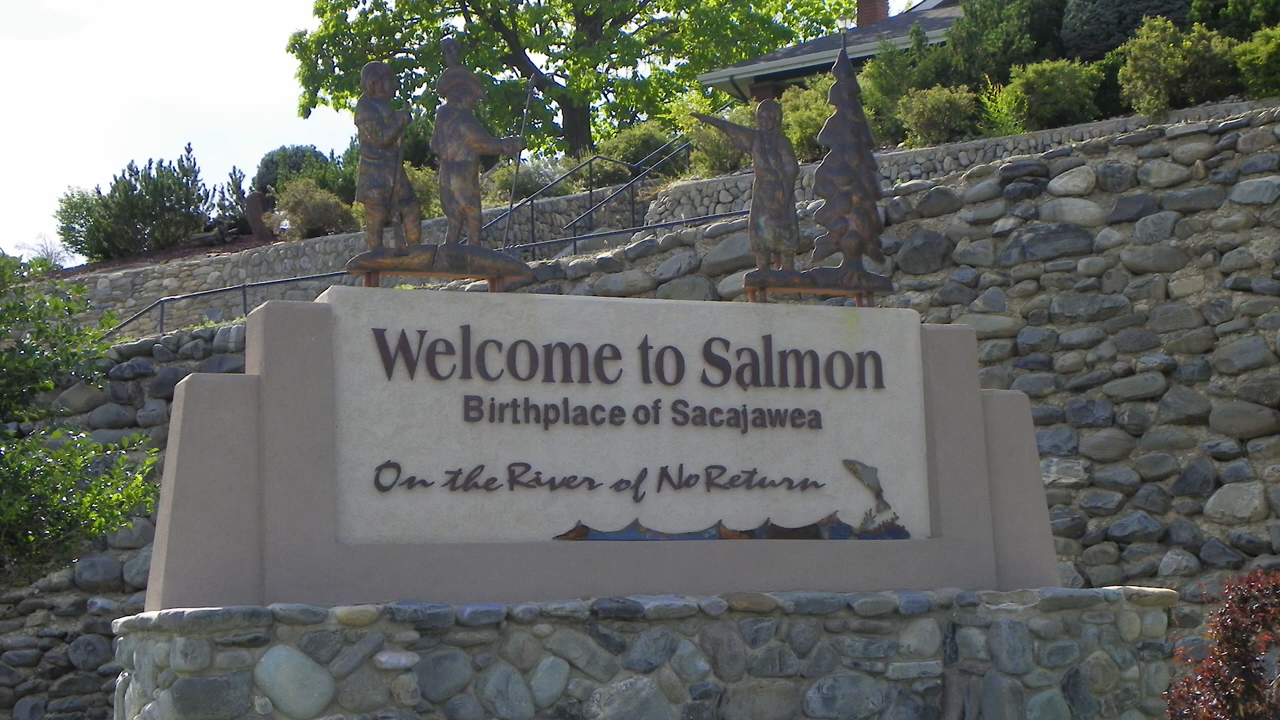 Welcome to Salmon
Birthplace of Sacajawea
On the River of No Return